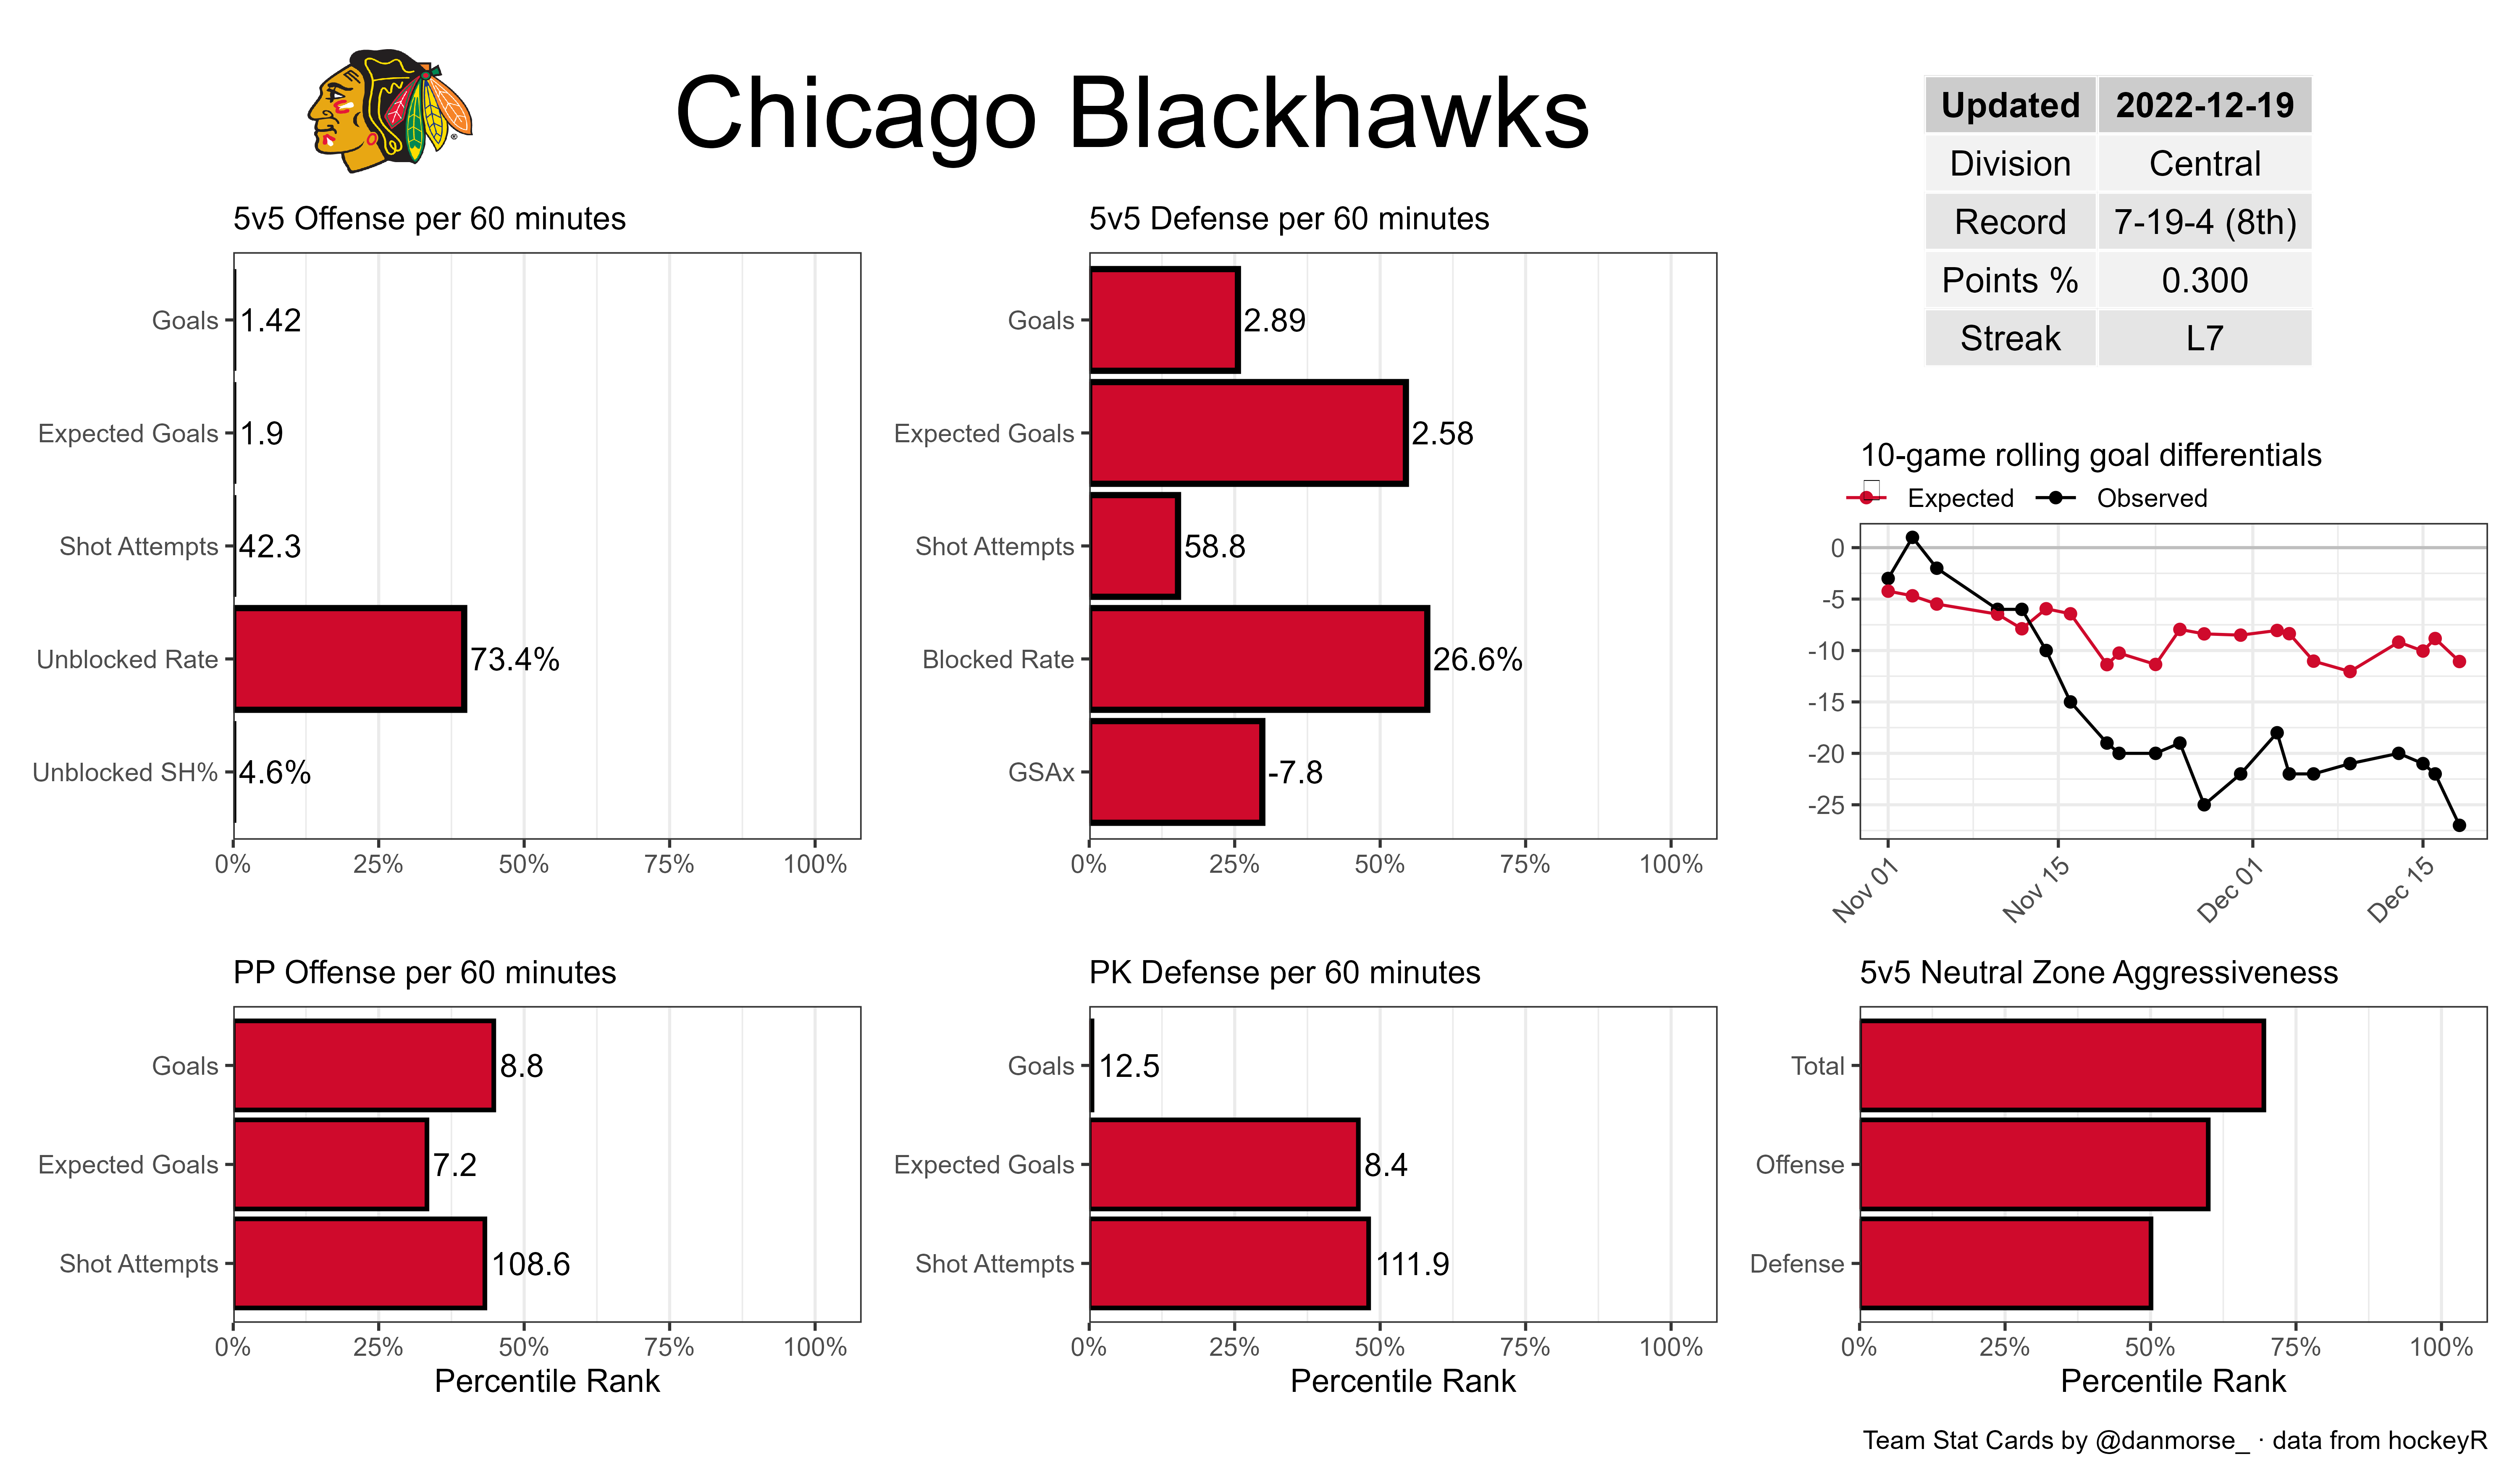 Chicago Blackhawks
Updated 2022-12-19
Division Central
Record 7-19-4 (8th)
Points % 0.300
Streak L7
5v5 Offense per 60 minutes
Goals 1.42
Expected Goals 1.9
Shot Attempts 42.3
Unblocked Rate 73.4%
Unblocked SH% 4.6%
0% 25% 50% 75% 100%
5v5 Defense per 60 minutes
Goals 2.89
Expected Goals 2.58
Shot Attempts 58.8
Blocked Rate 26.6%
GSAx -7.8
0% 25% 50% 75% 100%
10-game rolling goal differentials
Expected Observed
0
-5
-10
-15
-20
-25
Nov 01 Nov 15 Dec 01 Dec 15
PP Offense per 60 minutes
Goals 8.8
Expected Goals 7.2
Shot Attempts 108.6
0% 25% 50% 75% 100%
Percentile Rank
PK Defense per 60 minutes
Goals 12.5
Expected Goals 8.4
Shot Attempts 111.9
0% 25% 50% 75% 100%
Percentile Rank
5v5 Neutral Zone Aggressiveness
Total
Offense
Defense
0% 25% 50% 75% 100%
Percentile Rank
Team Stat Cards by @danmorse_ · data from hockeyR